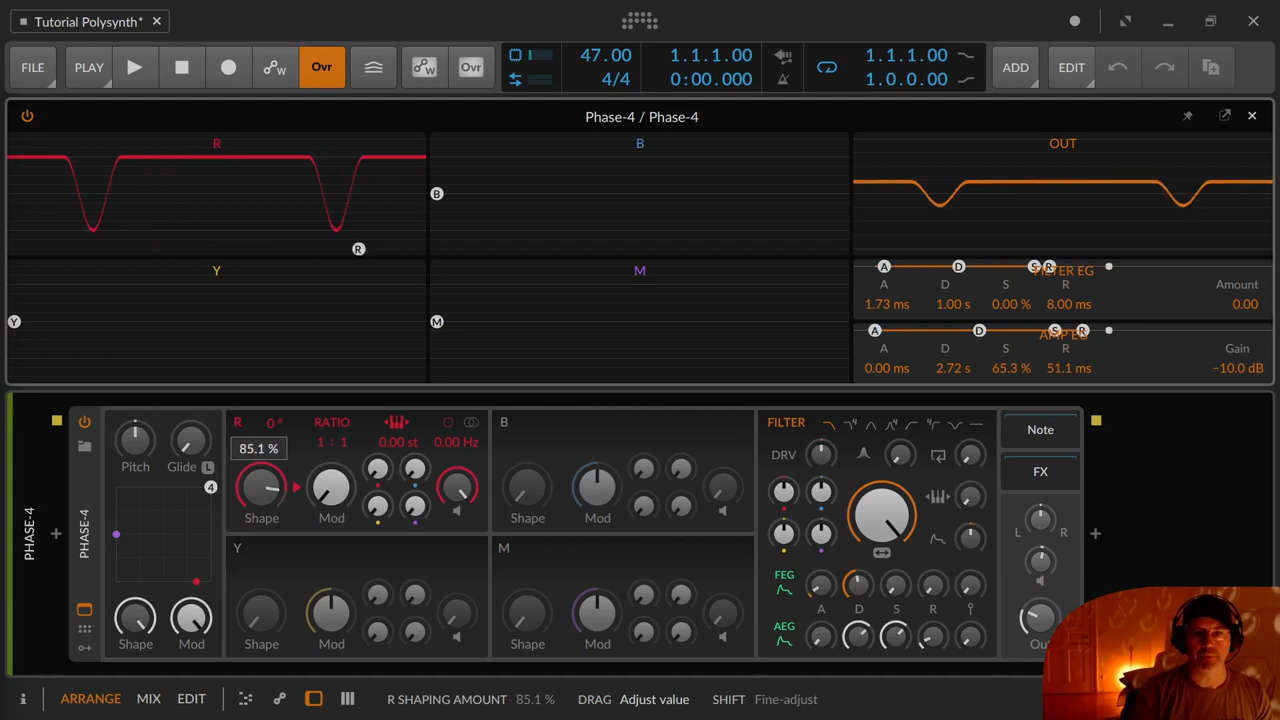 Tutorial Polysynth*
FILE
PLAY
Ovr
Ovr
47.00
4/4
1.1.1.00
0:00.000
1.1.1.00
1.0.0.00
ADD
EDIT
Phase-4 / Phase-4
R
B
OUT
B
R
Y
M
Y
M
A
D
S
R
FILTER EG
A
D
S
R
Amount
1.73 ms
1.00 s
0.00 %
8.00 ms
0.00
A
D
S
R
AMP EG
A
D
S
R
Gain
0.00 ms
2.72 s
65.3 %
51.1 ms
−10.0 dB
PHASE-4
PHASE-4
Pitch
Glide
L
4
Shape
Mod
R
0 °
RATIO
85.1 %
1 : 1
0.00 st
0.00 Hz
Shape
Mod
B
Shape
Mod
Y
Shape
Mod
M
Shape
Mod
FILTER
DRV
FEG
A
D
S
R
AEG
Note
FX
L
R
Ou
ARRANGE
MIX
EDIT
R SHAPING AMOUNT
85.1 %
DRAG
Adjust value
SHIFT
Fine-adjust